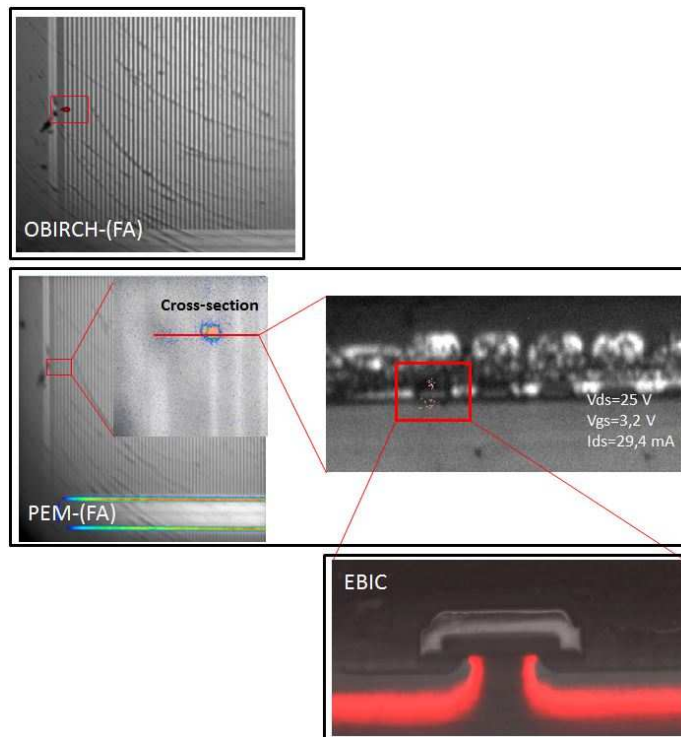 OBIRCH-(FA)
Cross-section
Vds=25 V
Vgs=3,2 V
Ids=29,4 mA
PEM-(FA)
EBIC